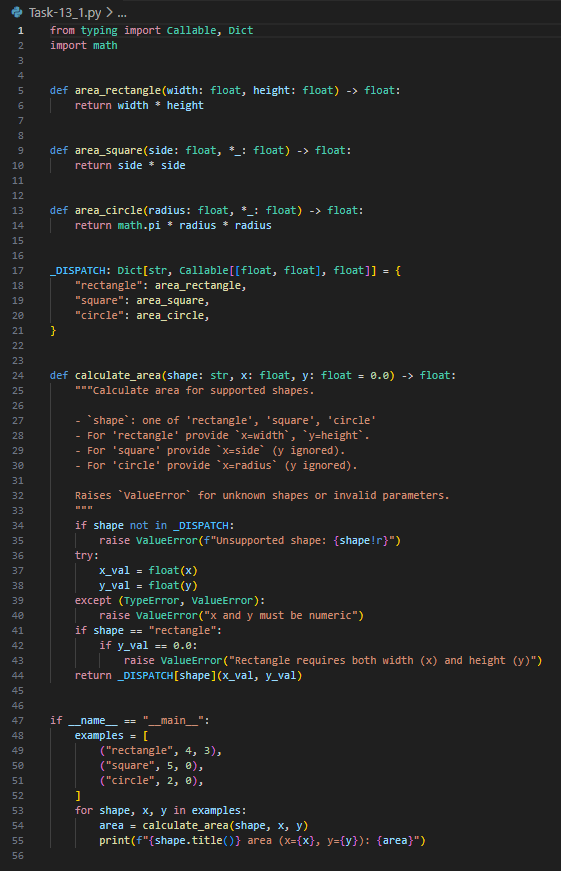 Task-13_1.py > ...
1 from typing import Callable, Dict
2 import math
3
4
5 def area_rectangle(width: float, height: float) -> float:
6     return width * height
7
8
9 def area_square(side: float, *_: float) -> float:
10     return side * side
11
12
13 def area_circle(radius: float, *_: float) -> float:
14     return math.pi * radius * radius
15
16
17 _DISPATCH: Dict[str, Callable[[float, float], float]] = {
18     "rectangle": area_rectangle,
19     "square": area_square,
20     "circle": area_circle,
21 }
22
23
24 def calculate_area(shape: str, x: float, y: float = 0.0) -> float:
25     """Calculate area for supported shapes.
26
27     - `shape`: one of 'rectangle', 'square', 'circle'
28     - For 'rectangle' provide `x=width`, `y=height`.
29     - For 'square' provide `x=side` (y ignored).
30     - For 'circle' provide `x=radius` (y ignored).
31
32     Raises `ValueError` for unknown shapes or invalid parameters.
33     """
34     if shape not in _DISPATCH:
35         raise ValueError(f"Unsupported shape: {shape!r}")
36     try:
37         x_val = float(x)
38         y_val = float(y)
39     except (TypeError, ValueError):
40         raise ValueError("x and y must be numeric")
41     if shape == "rectangle":
42         if y_val == 0.0:
43             raise ValueError("Rectangle requires both width (x) and height (y)")
44     return _DISPATCH[shape](x_val, y_val)
45
46
47 if __name__ == "__main__":
48     examples = [
49         ("rectangle", 4, 3),
50         ("square", 5, 0),
51         ("circle", 2, 0),
52     ]
53     for shape, x, y in examples:
54         area = calculate_area(shape, x, y)
55         print(f"{shape.title()} area (x={x}, y={y}): {area}")
56